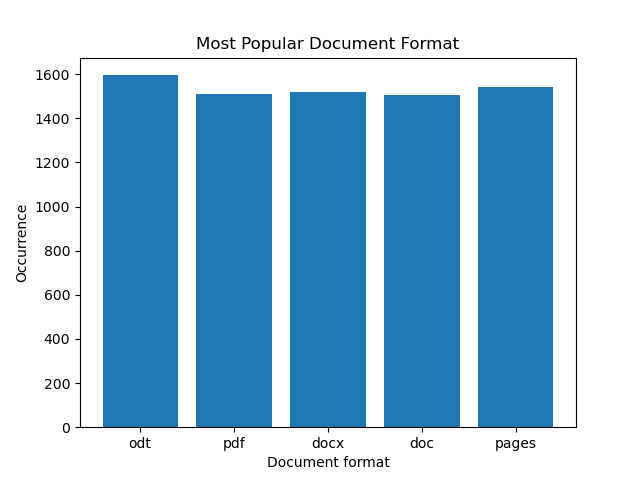 Most Popular Document Format
1600
1400
1200
1000
800
600
400
200
0
Occurrence
odt pdf docx doc pages
Document format